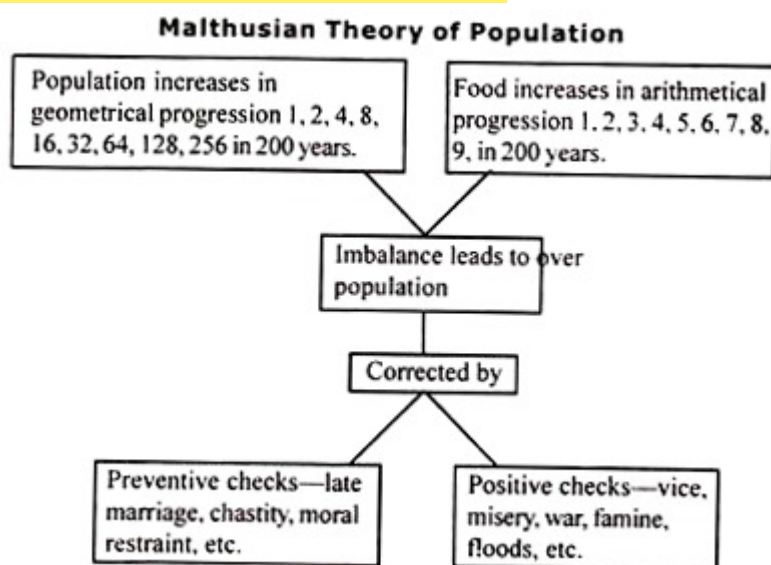 Malthusian Theory of Population
Population increases in
geometrical progression 1, 2, 4, 8,
16, 32, 64, 128, 256 in 200 years.
Food increases in arithmetical
progression 1, 2, 3. 4, 5, 6, 7, 8,
9, in 200 years.
Imbalance leads to over
population
Corrected by
Preventive checks—late
marriage, chastity, moral
restraint, etc.
Positive checks—vice,
misery, war, famine,
floods, etc.